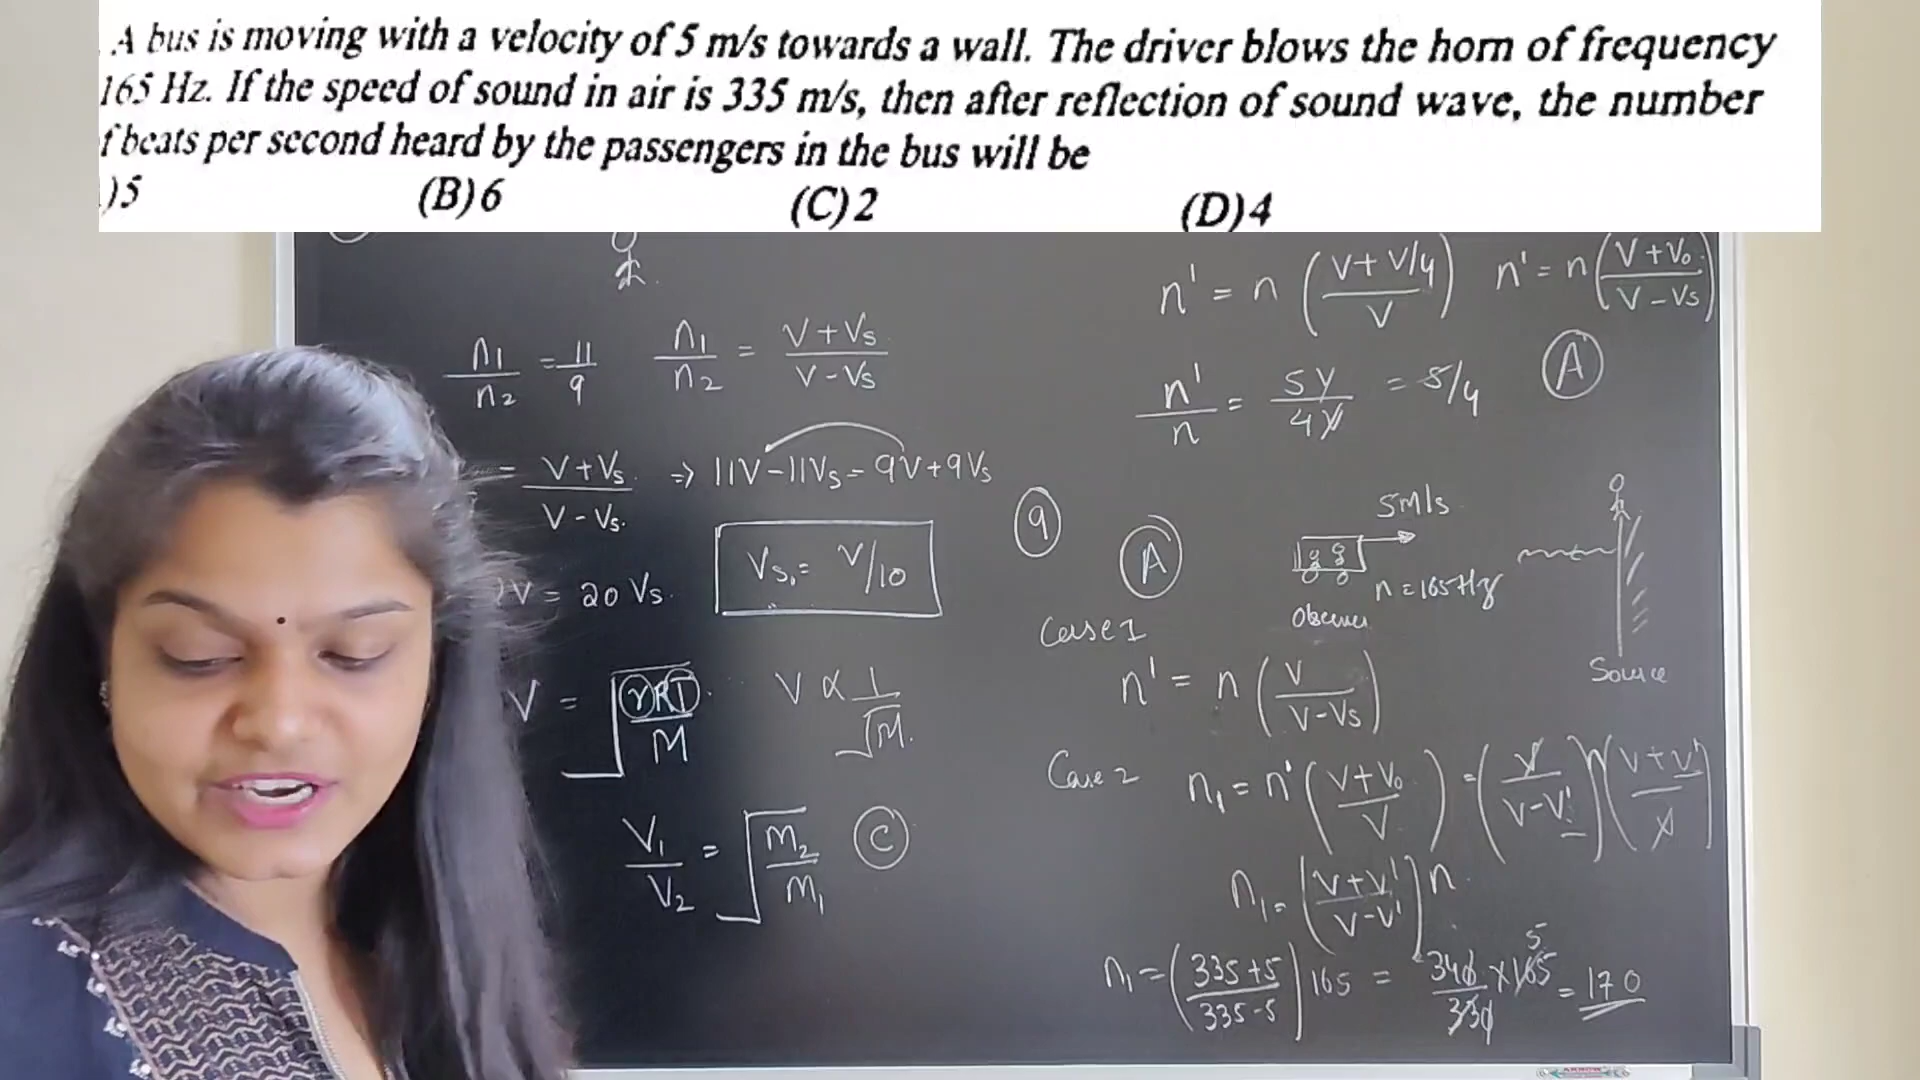 A bus is moving with a velocity of 5 m/s towards a wall. The driver blows the horn of frequency
165 Hz. If the speed of sound in air is 335 m/s, then after reflection of sound wave, the number
f beats per second heard by the passengers in the bus will be
)5 (B)6 (C)2 (D)4
n' = n ((V + V/4)/V) n' = n ((V + Vo)/(V - Vs))
n1/n2 = 11/9 n1/n2 = (V + Vs)/(V - Vs)
n'/n = 5V/4V = 5/4 (A)
= (V + Vs)/(V - Vs) => 11V - 11Vs = 9V + 9Vs
V = 20 Vs Vs = V/10
V = √(γRT/M) V ∝ 1/√M
V1/V2 = √(M2/M1) (C)
(9) (A) 5m/s
n = 165Hz
Observer
Source
Case 1
n' = n (V/(V - Vs))
Case 2 n1 = n' ((V + Vo)/V) = (V/(V - V'))n((V + V')/V)
n1 = ((V + V')/(V - V')) n
n1 = ((335 + 5)/(335 - 5)) 165 = 340/330 × 165 5 = 170